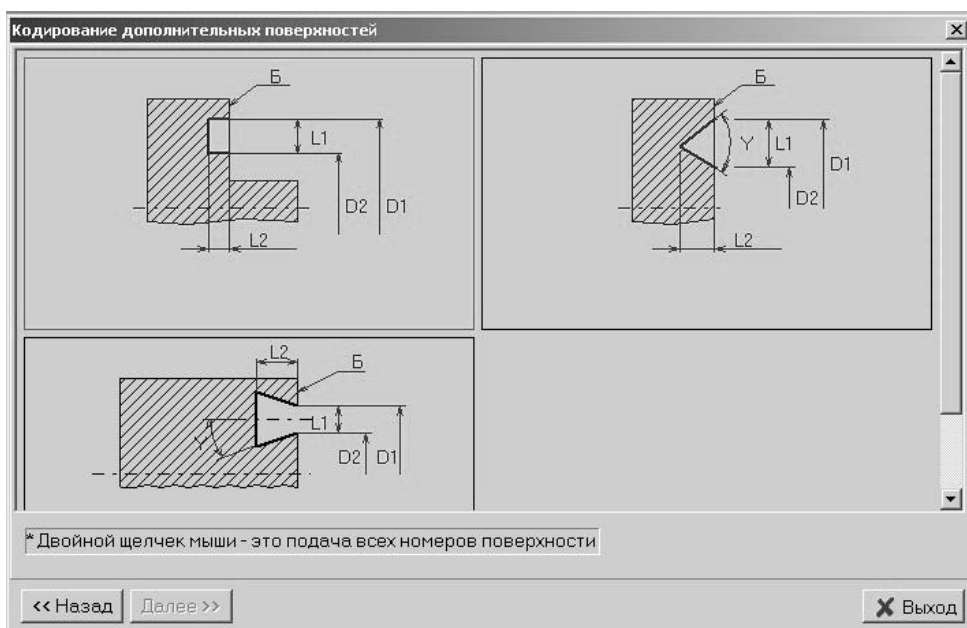 Кодирование дополнительных поверхностей
Б
L1
D2 D1
L2
Б
Y L1
D1
D2
L2
L2
Б
L1
Y
D2 D1
* Двойной щелчек мыши - это подача всех номеров поверхности
<< Назад
Далее >>
Выход